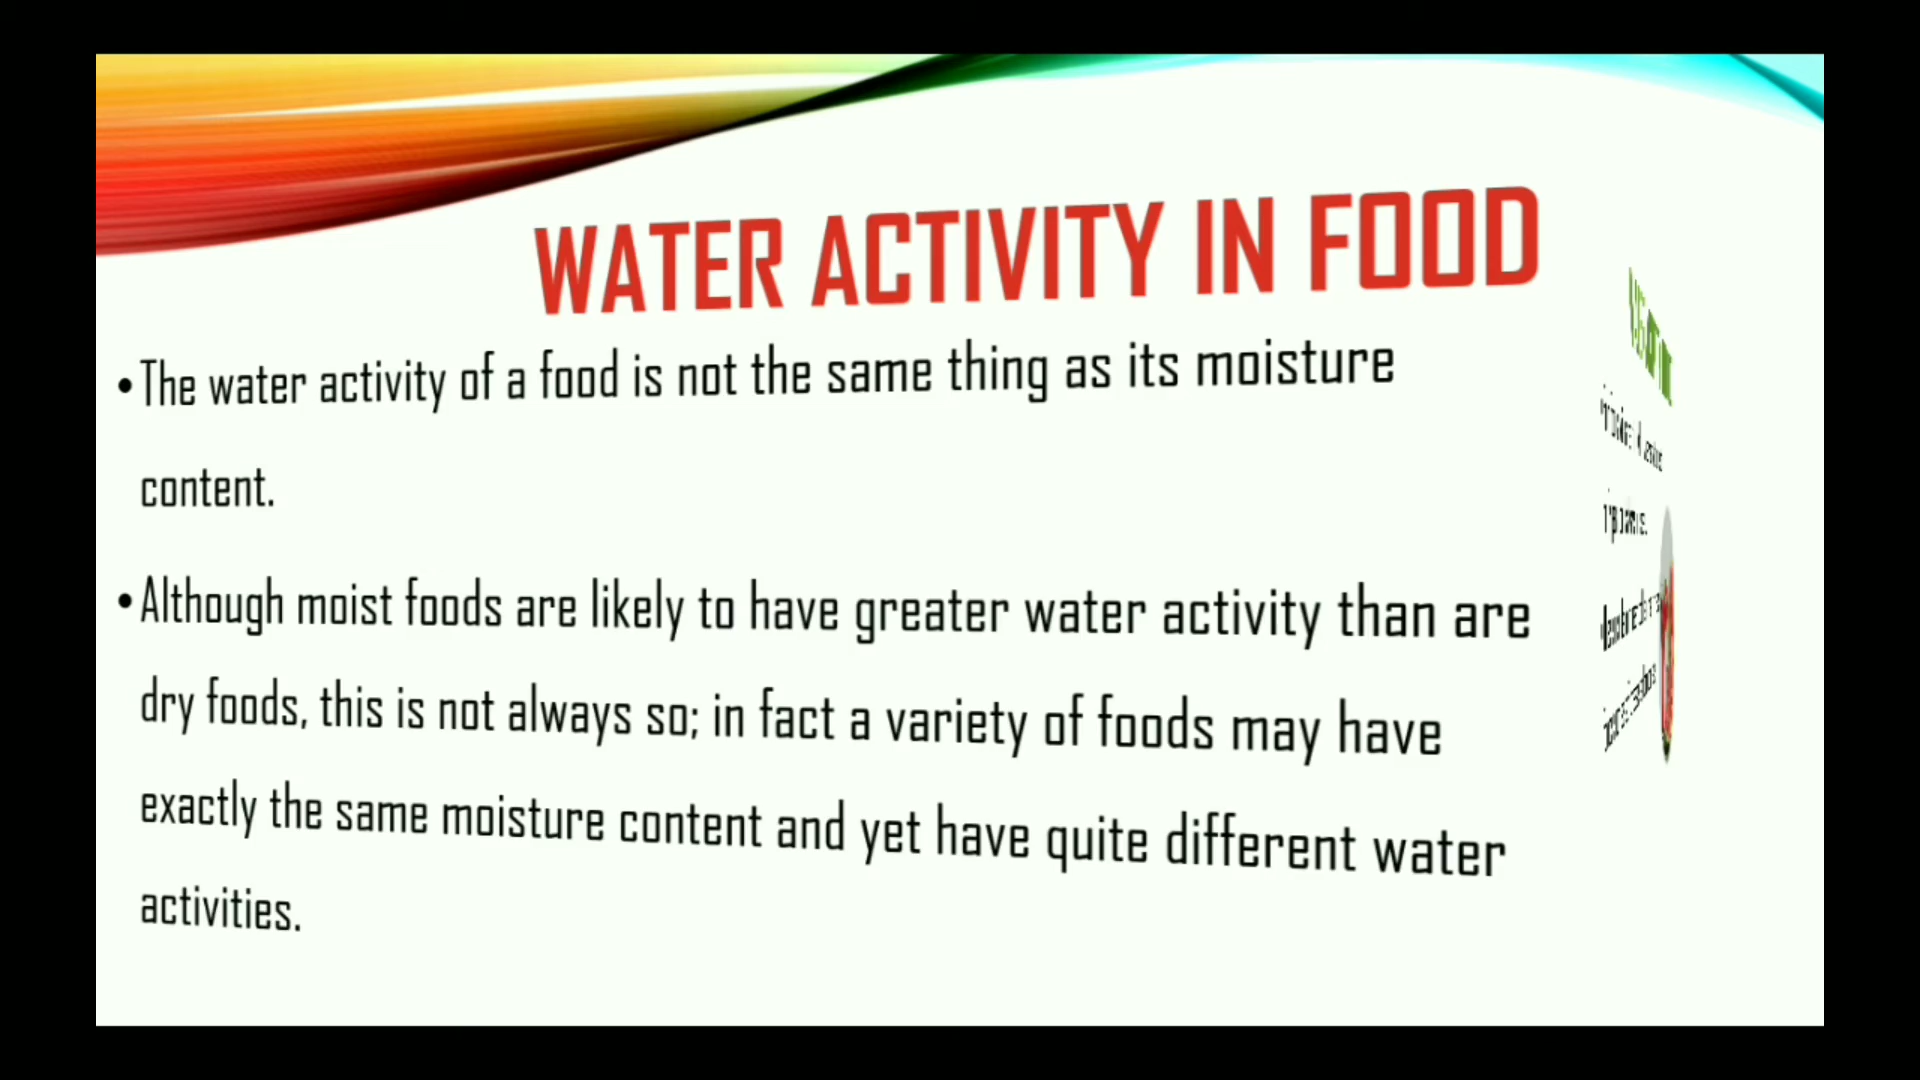 WATER ACTIVITY IN FOOD
•The water activity of a food is not the same thing as its moisture
content.
•Although moist foods are likely to have greater water activity than are
dry foods, this is not always so; in fact a variety of foods may have
exactly the same moisture content and yet have quite different water
activities.